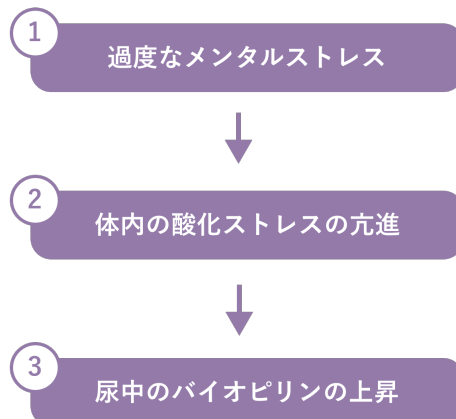 1
過度なメンタルストレス
2
体内の酸化ストレスの亢進
3
尿中のバイオピリンの上昇